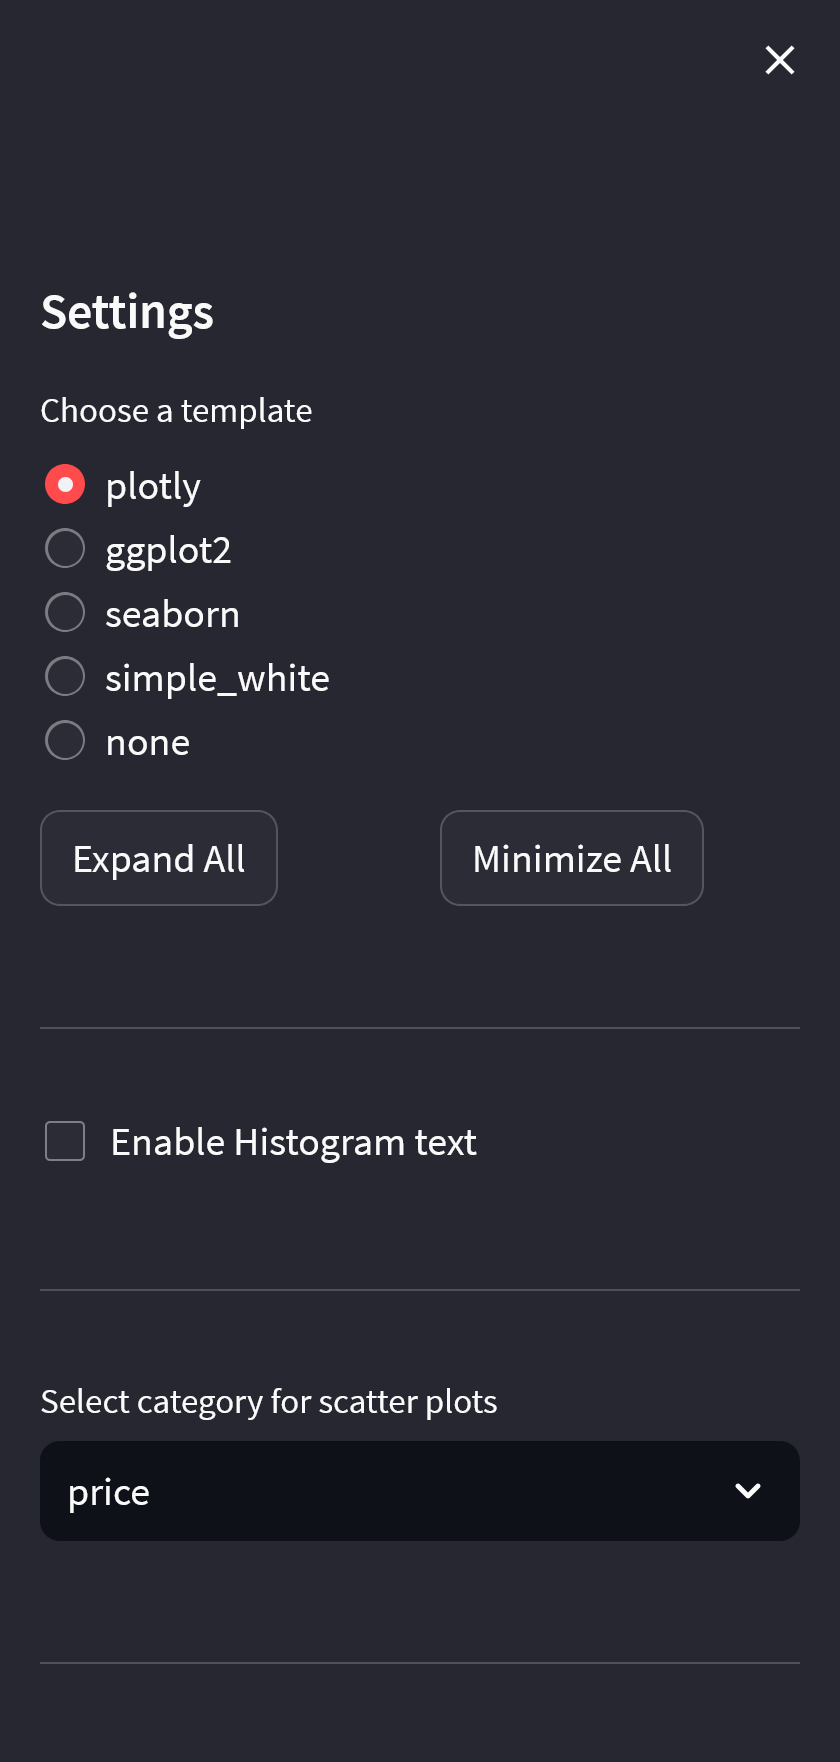 Settings
Choose a template
plotly
ggplot2
seaborn
simple_white
none
Expand All
Minimize All
Enable Histogram text
Select category for scatter plots
price